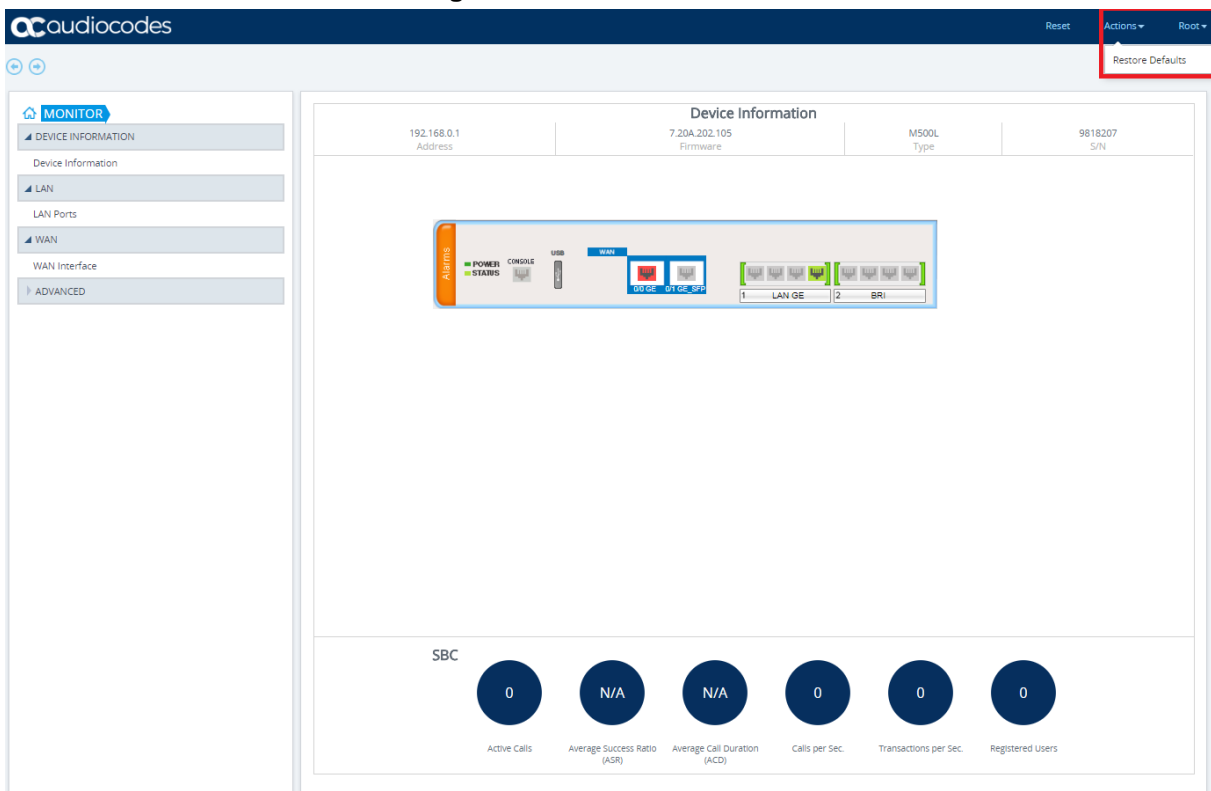 audiocodes
Reset Actions Root
Restore Defaults
MONITOR
DEVICE INFORMATION
Device Information
LAN
LAN Ports
WAN
WAN Interface
ADVANCED
Device Information
192.168.0.1 7.20A.202.105 M500L 9818207
Address Firmware Type S/N
Alarms
POWER
STATUS
CONSOLE
USB
WAN
0/0 GE 0/1 GE_SFP
1 LAN GE 2 BRI
SBC
0 N/A N/A 0 0 0
Active Calls Average Success Ratio (ASR) Average Call Duration (ACD) Calls per Sec. Transactions per Sec. Registered Users